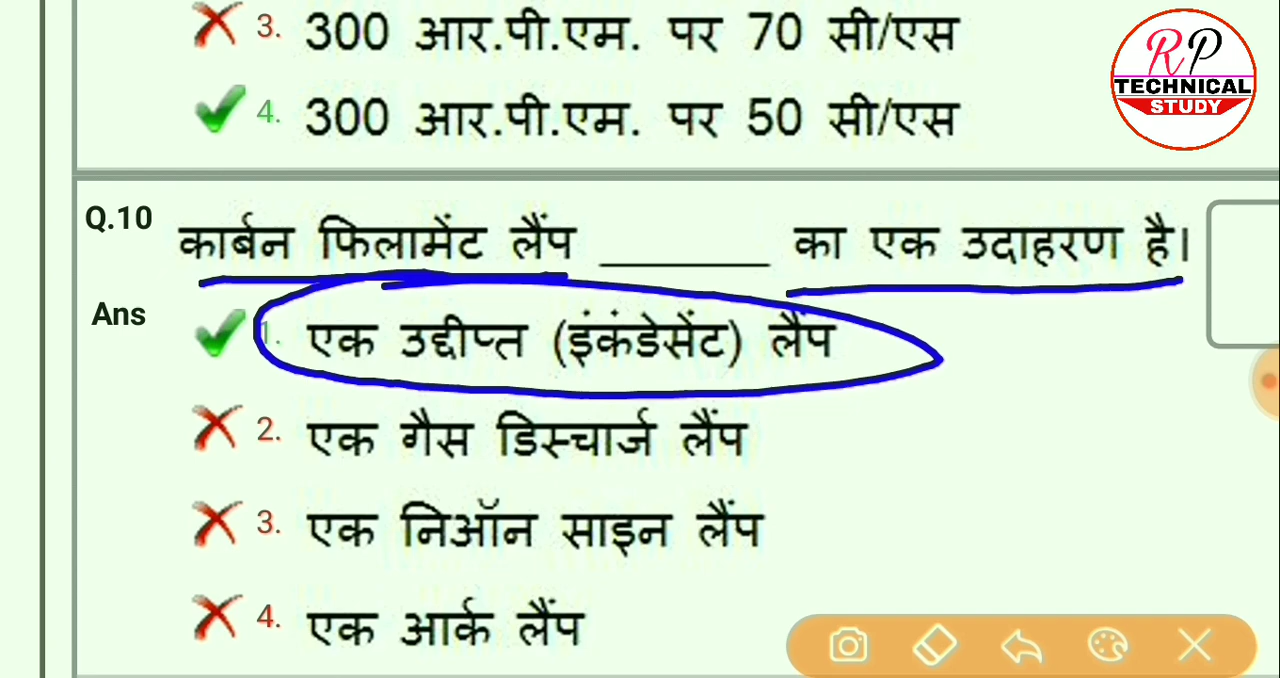 3. 300 आर.पी.एम. पर 70 सी/एस
4. 300 आर.पी.एम. पर 50 सी/एस
RP
TECHNICAL
STUDY
Q.10 कार्बन फिलामेंट लैंप ________ का एक उदाहरण है।
Ans 1. एक उद्दीप्त (इंकंडेसेंट) लैंप
2. एक गैस डिस्चार्ज लैंप
3. एक निऑन साइन लैंप
4. एक आर्क लैंप